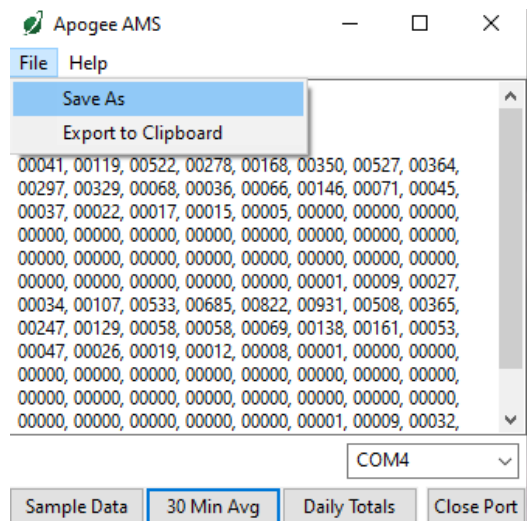 Apogee AMS
File Help
Save As
Export to Clipboard
00041, 00119, 00522, 00278, 00168, 00350, 00527, 00364,
00297, 00329, 00068, 00036, 00066, 00146, 00071, 00045,
00037, 00022, 00017, 00015, 00005, 00000, 00000, 00000,
00000, 00000, 00000, 00000, 00000, 00000, 00000, 00000,
00000, 00000, 00000, 00000, 00000, 00000, 00000, 00000,
00000, 00000, 00000, 00000, 00000, 00001, 00009, 00027,
00034, 00107, 00533, 00685, 00822, 00931, 00508, 00365,
00247, 00129, 00058, 00058, 00069, 00138, 00161, 00053,
00047, 00026, 00019, 00012, 00008, 00001, 00000, 00000,
00000, 00000, 00000, 00000, 00000, 00000, 00000, 00000,
00000, 00000, 00000, 00000, 00000, 00000, 00000, 00000,
00000, 00000, 00000, 00000, 00000, 00001, 00009, 00032,
COM4
Sample Data 30 Min Avg Daily Totals Close Port